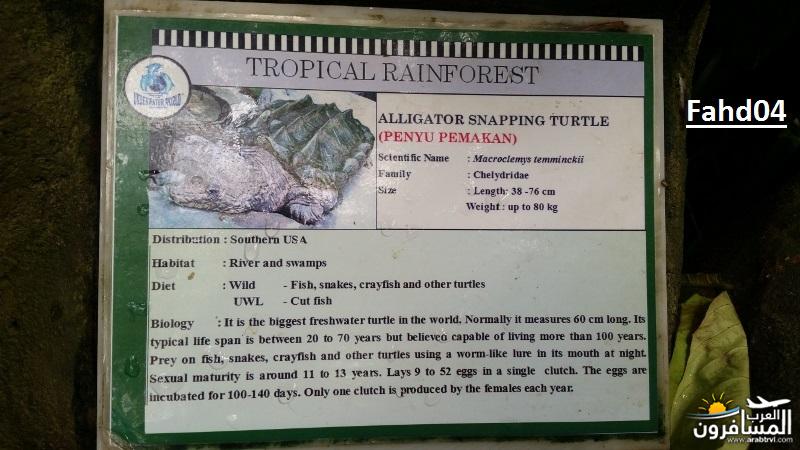 TROPICAL RAINFOREST
UNDERWATER WORLD
Fahd04
ALLIGATOR SNAPPING TURTLE
(PENYU PEMAKAN)
Scientific Name : Macroclemys temminckii
Family : Chelydridae
Size : Length: 38 -76 cm
Weight : up to 80 kg
Distribution : Southern USA
Habitat : River and swamps
Diet : Wild - Fish, snakes, crayfish and other turtles
UWL - Cut fish
Biology : It is the biggest freshwater turtle in the world. Normally it measures 60 cm long. Its
typical life span is between 20 to 70 years but believed capable of living more than 100 years.
Prey on fish, snakes, crayfish and other turtles using a worm-like lure in its mouth at night.
Sexual maturity is around 11 to 13 years. Lays 9 to 52 eggs in a single clutch. The eggs are
incubated for 100-140 days. Only one clutch is produced by the females each year.
العرب
المسافرون
www.arabtrvl.com